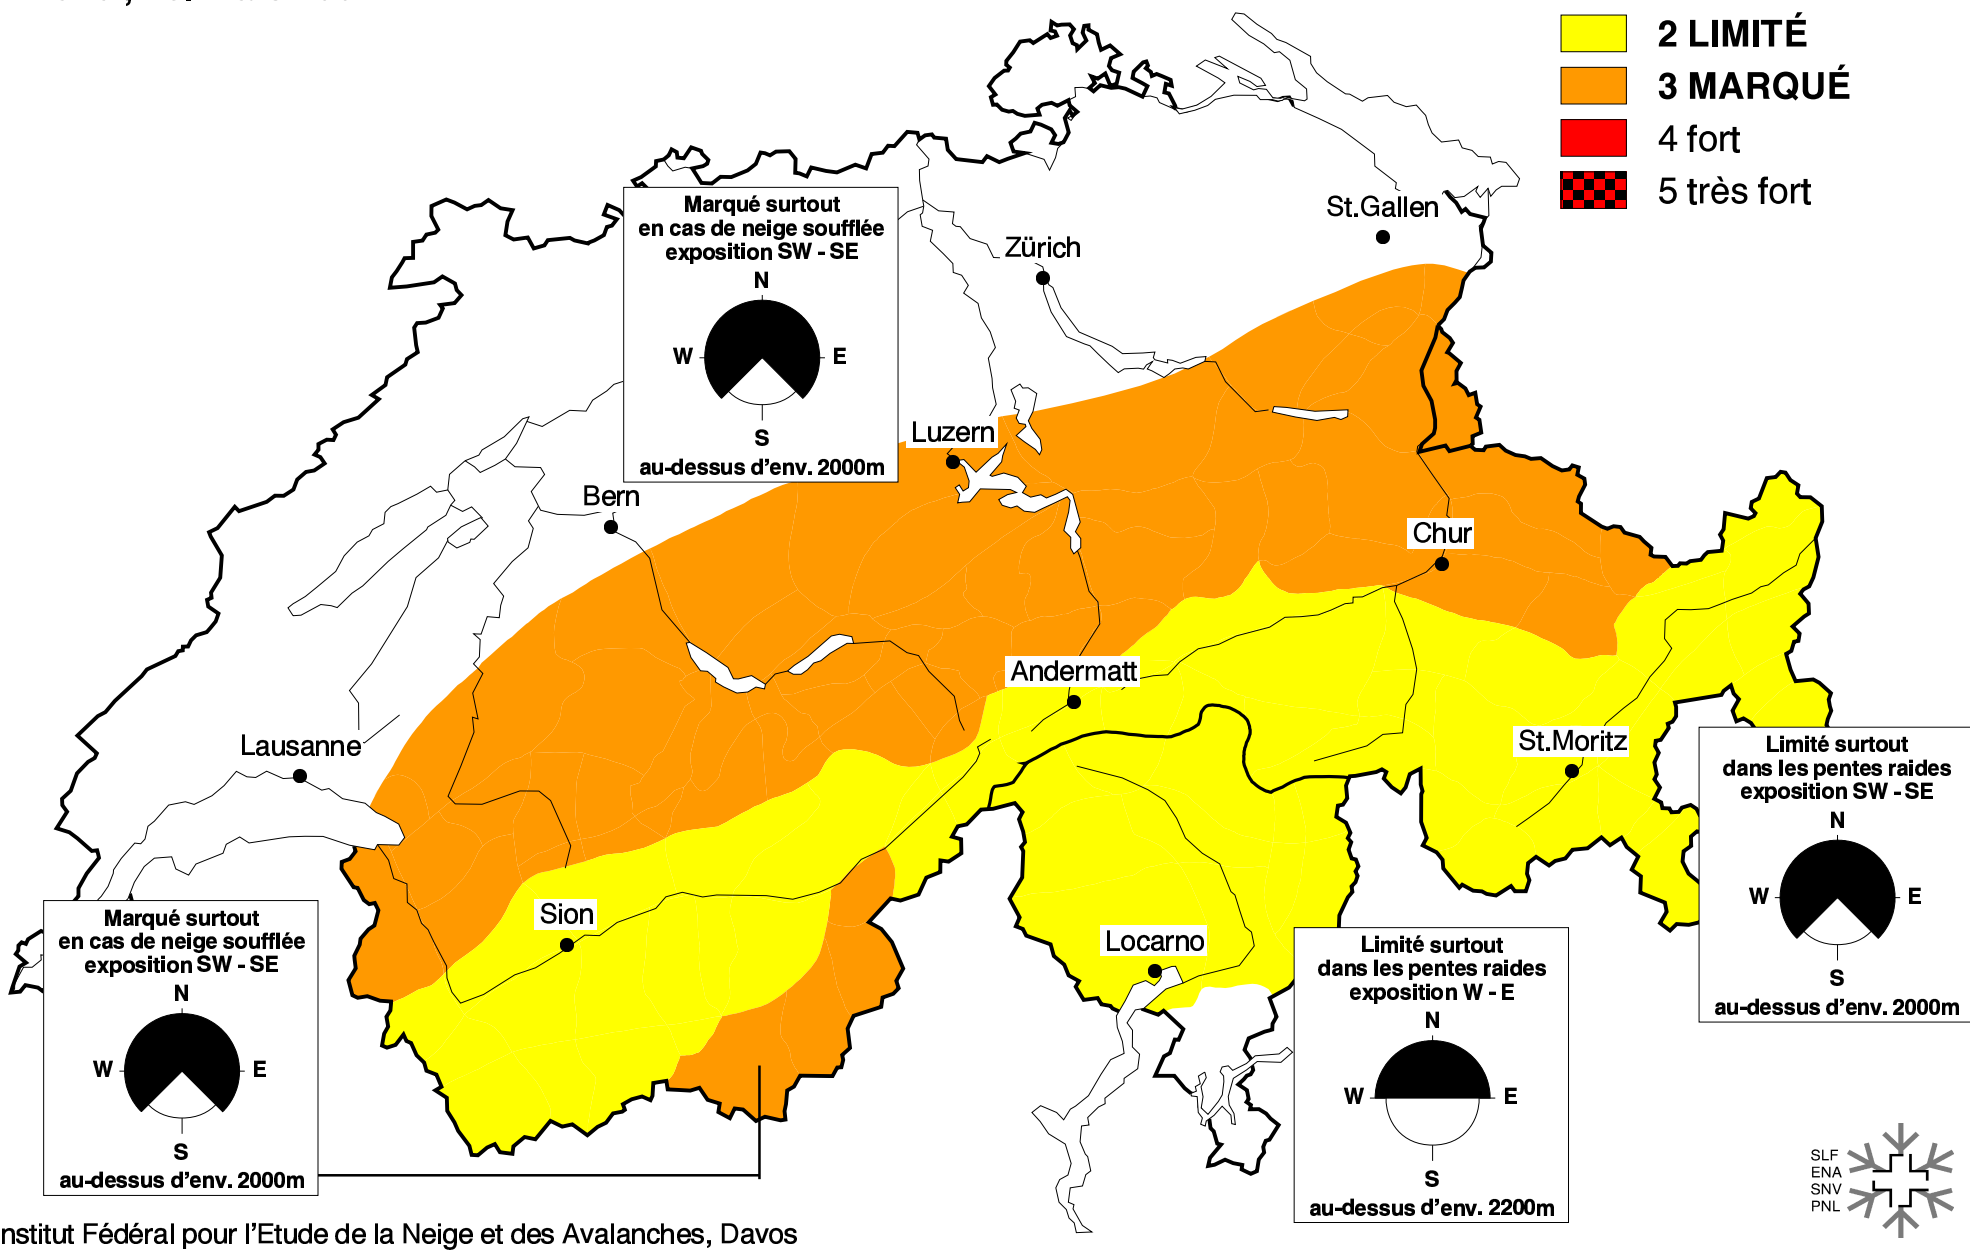 2 LIMITÉ
3 MARQUÉ
4 fort
5 très fort
Marqué surtout
en cas de neige soufflée
exposition SW - SE
N
W E
S
au-dessus d'env. 2000m
St.Gallen
Zürich
Luzern
Bern
Chur
Andermatt
Lausanne
St.Moritz
Sion
Locarno
Limité surtout
dans les pentes raides
exposition SW - SE
N
W E
S
au-dessus d'env. 2000m
Marqué surtout
en cas de neige soufflée
exposition SW - SE
N
W E
S
au-dessus d'env. 2000m
Limité surtout
dans les pentes raides
exposition W - E
N
W E
S
au-dessus d'env. 2200m
SLF
ENA
SNV
PNL
nstitut Fédéral pour l'Etude de la Neige et des Avalanches, Davos